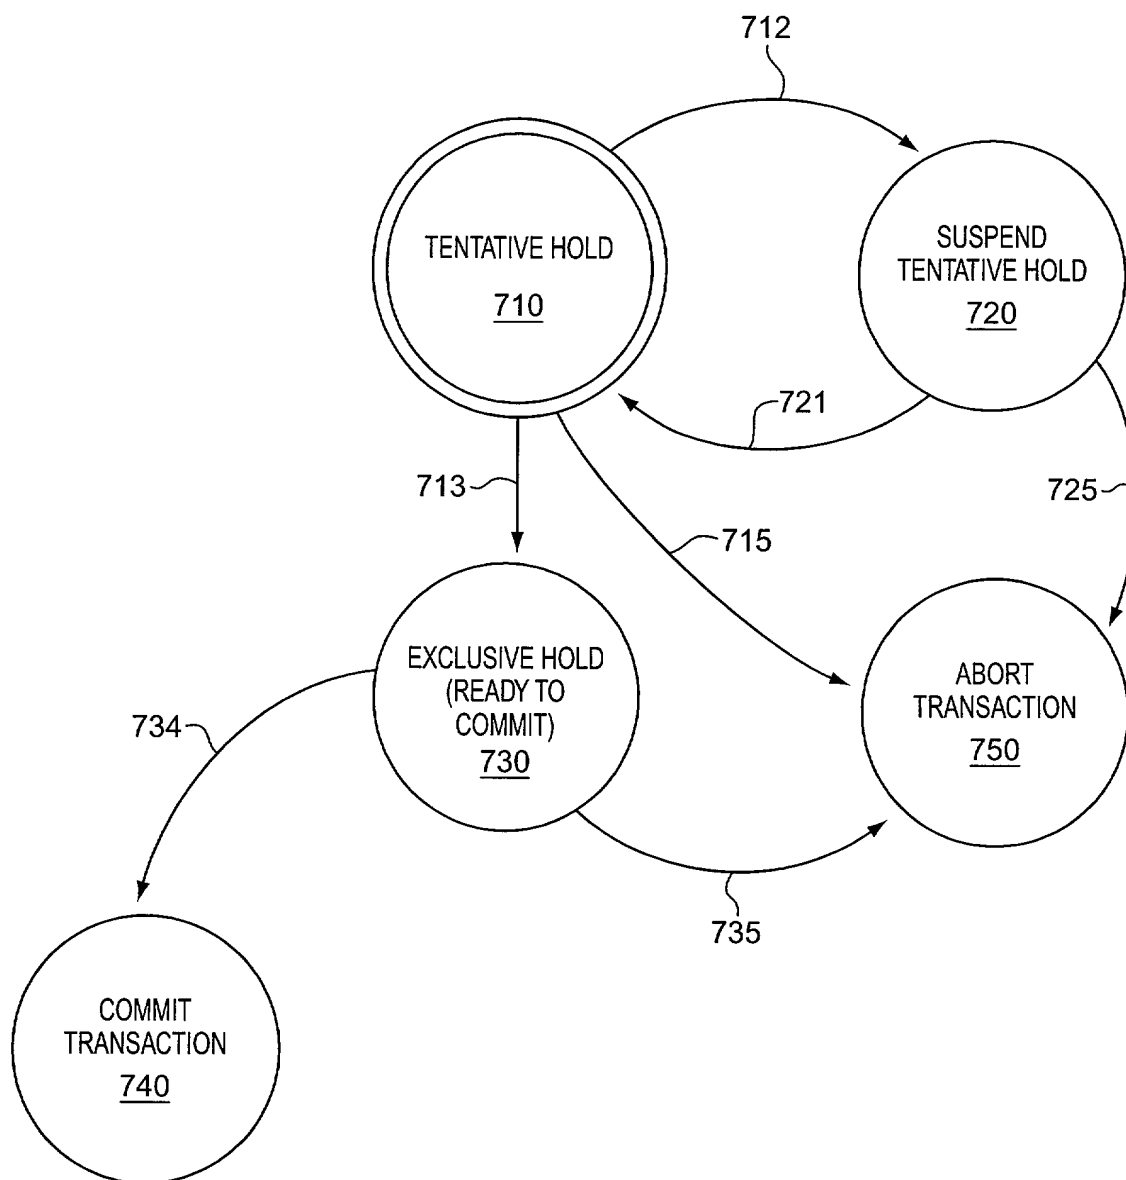 712
TENTATIVE HOLD
710
SUSPEND
TENTATIVE HOLD
720
721
713
715
725
EXCLUSIVE HOLD
(READY TO
COMMIT)
730
ABORT
TRANSACTION
750
734
735
COMMIT
TRANSACTION
740